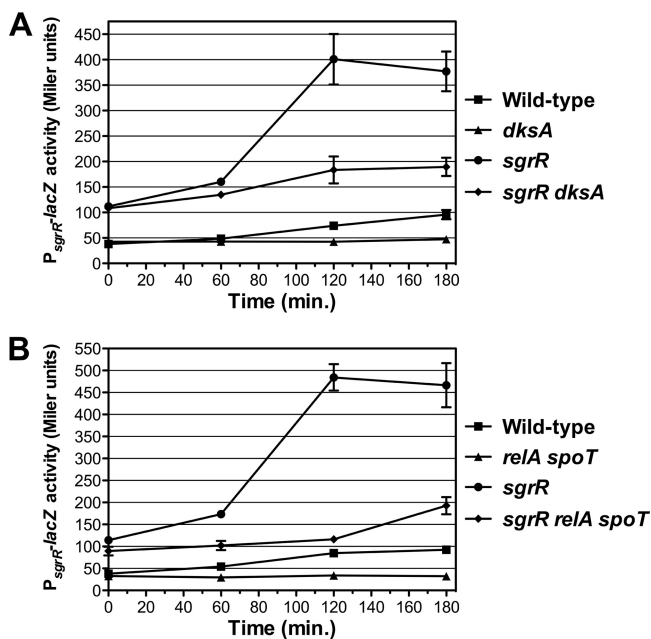 A
P_sgrR-lacZ activity (Miler units)
450
400
350
300
250
200
150
100
50
0
0 20 40 60 80 100 120 140 160 180
Time (min.)
Wild-type
dksA
sgrR
sgrR dksA
B
P_sgrR-lacZ activity (Miler units)
550
500
450
400
350
300
250
200
150
100
50
0
0 20 40 60 80 100 120 140 160 180
Time (min.)
Wild-type
relA spoT
sgrR
sgrR relA spoT